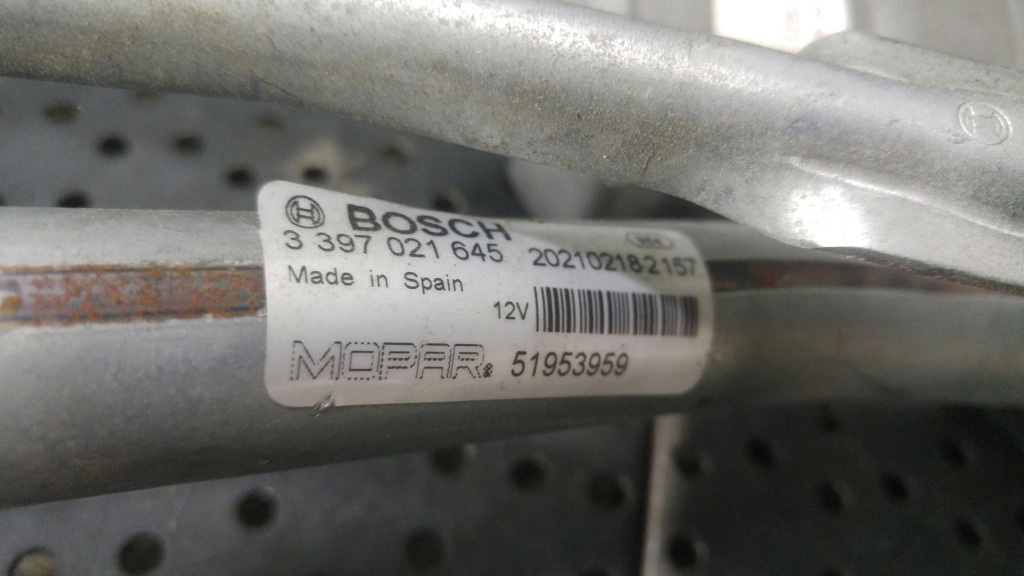 BOSCH
3 397 021 645 202102182157
Made in Spain
12V
MOPAR® 51953959